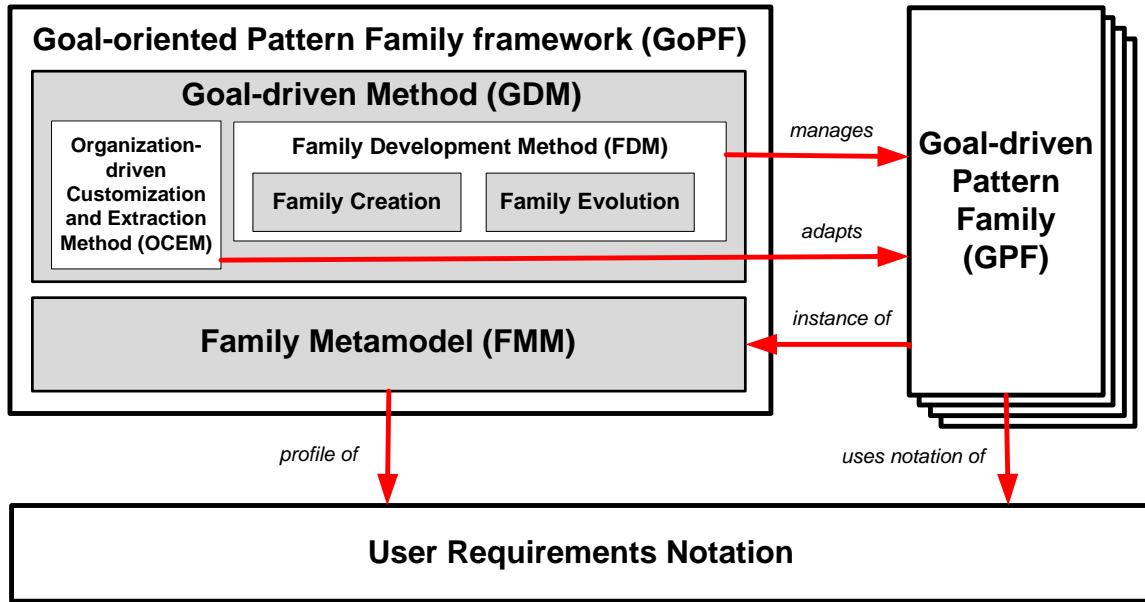 Goal-oriented Pattern Family framework (GoPF)
Goal-driven Method (GDM)
Organization-
driven
Customization
and Extraction
Method (OCEM)
Family Development Method (FDM)
Family Creation
Family Evolution
manages
adapts
instance of
Goal-driven
Pattern
Family
(GPF)
Family Metamodel (FMM)
profile of
uses notation of
User Requirements Notation